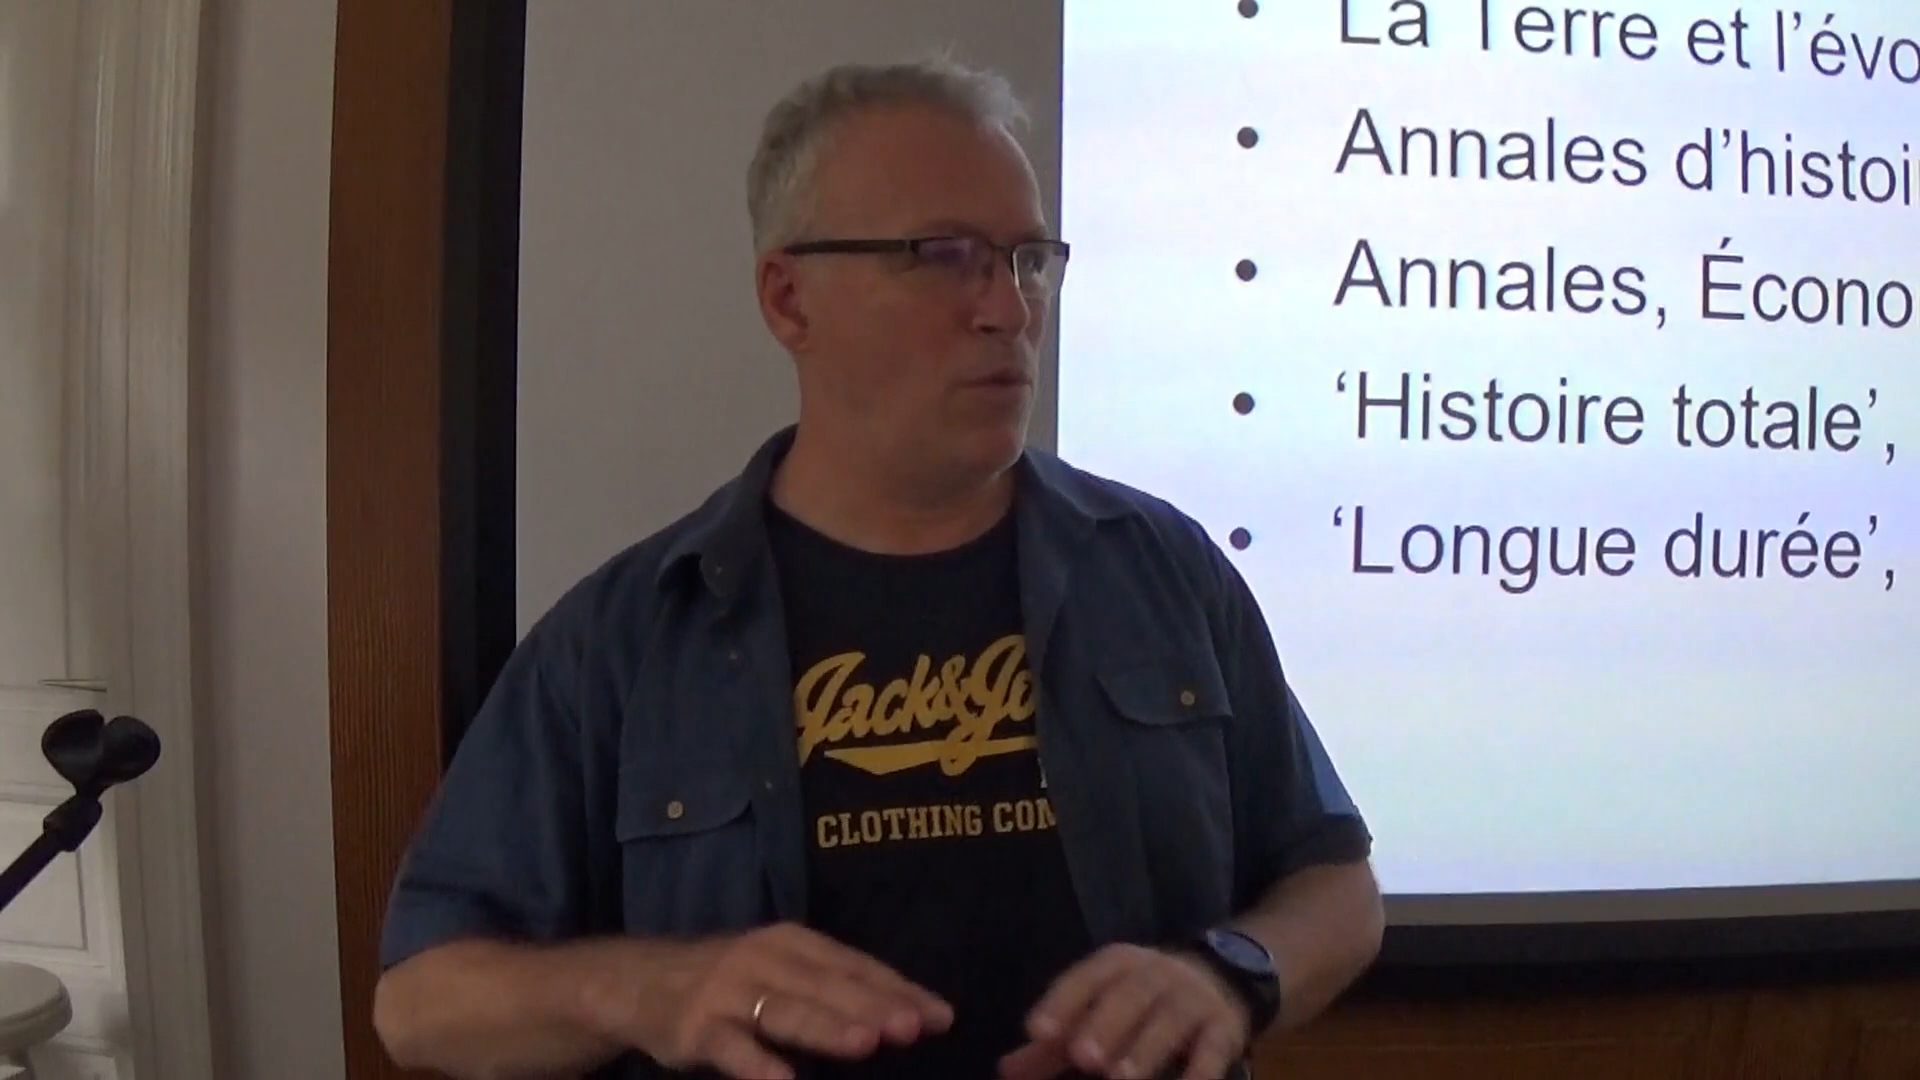 La Terre et l'évo
Annales d'histoi
Annales, Écono
‘Histoire totale’,
‘Longue durée’,
Jack&Jo
CLOTHING COM